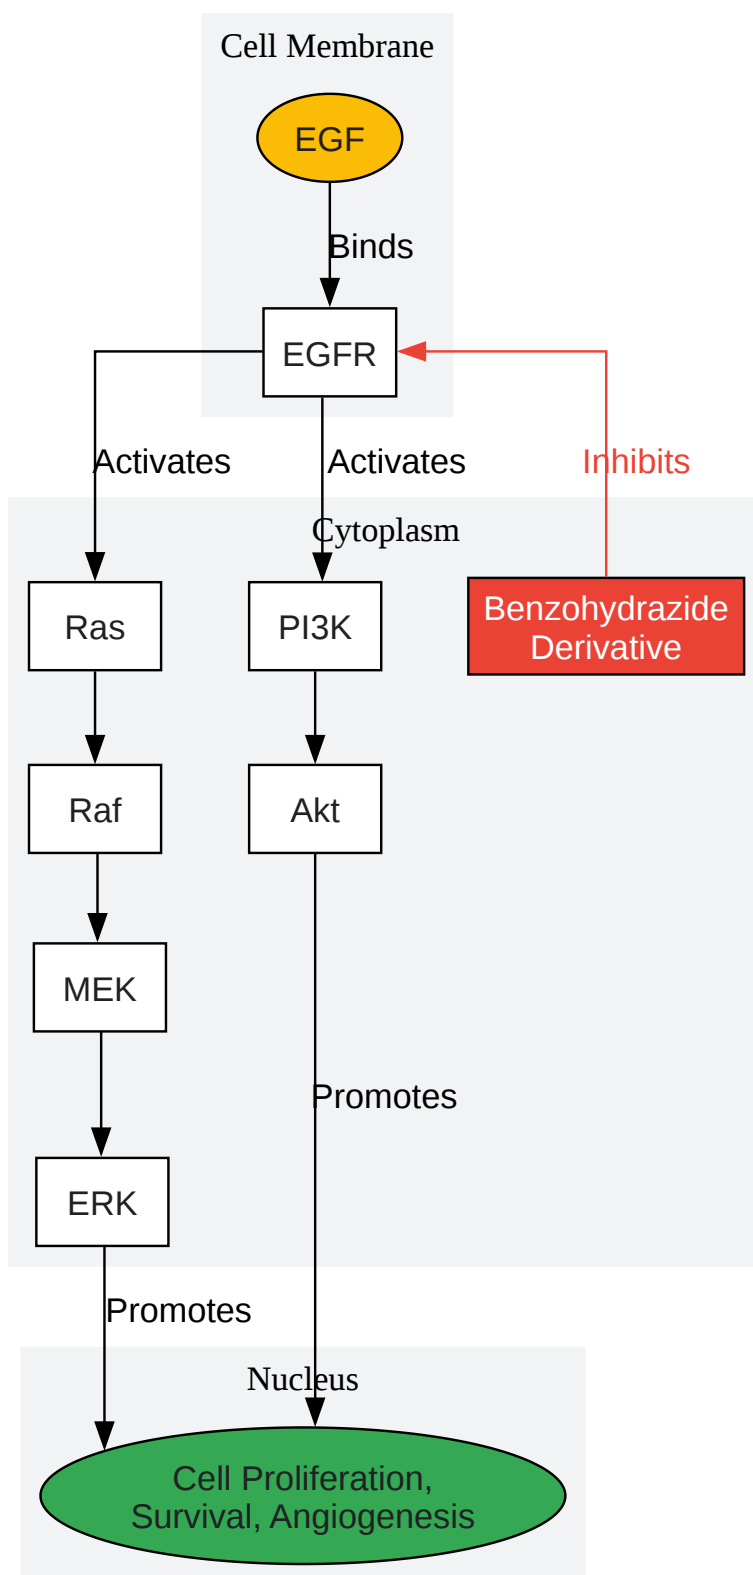 Cell Membrane
EGF
Binds
EGFR
Activates
Activates
Inhibits
Cytoplasm
Ras
PI3K
Benzohydrazide
Derivative
Raf
Akt
MEK
Promotes
ERK
Promotes
Nucleus
Cell Proliferation,
Survival, Angiogenesis